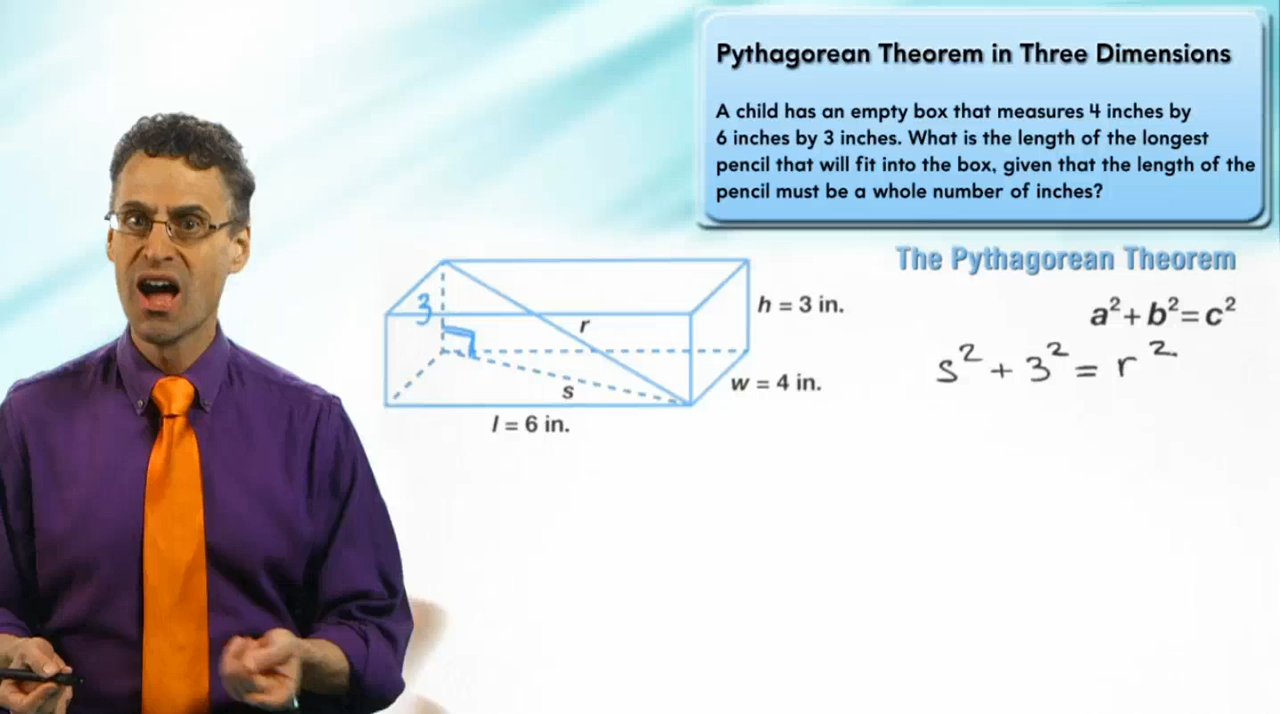 Pythagorean Theorem in Three Dimensions
A child has an empty box that measures 4 inches by
6 inches by 3 inches. What is the length of the longest
pencil that will fit into the box, given that the length of the
pencil must be a whole number of inches?
The Pythagorean Theorem
a²+b²=c²
s² + 3² = r²
3
h = 3 in.
r
w = 4 in.
s
l = 6 in.